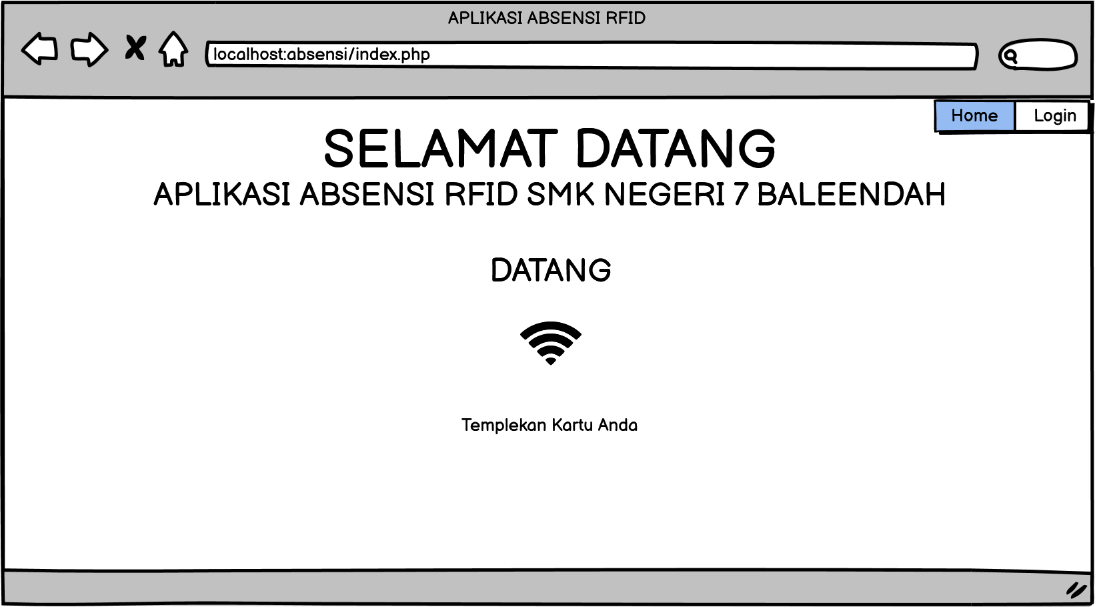 APLIKASI ABSENSI RFID
localhost:absensi/index.php
Home Login
SELAMAT DATANG
APLIKASI ABSENSI RFID SMK NEGERI 7 BALEENDAH
DATANG
Templekan Kartu Anda